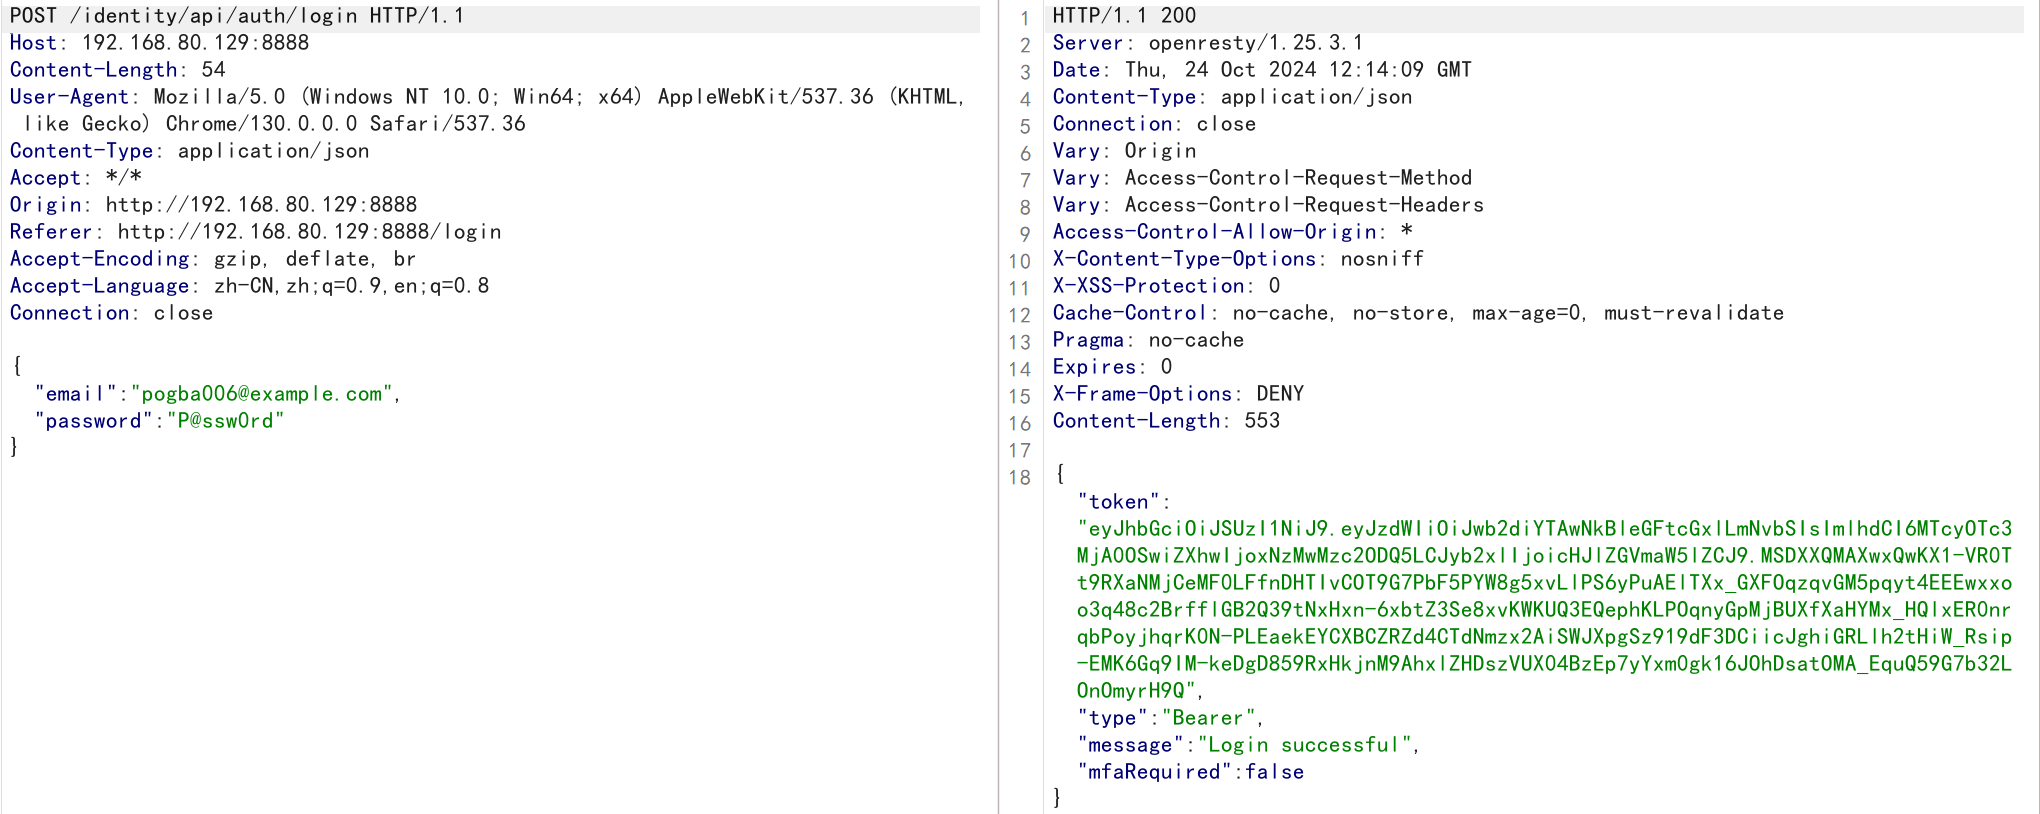 POST /identity/api/auth/login HTTP/1.1
Host: 192.168.80.129:8888
Content-Length: 54
User-Agent: Mozilla/5.0 (Windows NT 10.0; Win64; x64) AppleWebKit/537.36 (KHTML,
like Gecko) Chrome/130.0.0.0 Safari/537.36
Content-Type: application/json
Accept: */*
Origin: http://192.168.80.129:8888
Referer: http://192.168.80.129:8888/login
Accept-Encoding: gzip, deflate, br
Accept-Language: zh-CN,zh;q=0.9,en;q=0.8
Connection: close
{
"email":"pogba006@example.com",
"password":"P@ssw0rd"
}
1 HTTP/1.1 200
2 Server: openresty/1.25.3.1
3 Date: Thu, 24 Oct 2024 12:14:09 GMT
4 Content-Type: application/json
5 Connection: close
6 Vary: Origin
7 Vary: Access-Control-Request-Method
8 Vary: Access-Control-Request-Headers
9 Access-Control-Allow-Origin: *
10 X-Content-Type-Options: nosniff
11 X-XSS-Protection: 0
12 Cache-Control: no-cache, no-store, max-age=0, must-revalidate
13 Pragma: no-cache
14 Expires: 0
15 X-Frame-Options: DENY
16 Content-Length: 553
17
18 {
"token":
"eyJhbGciOiJSUzI1NiJ9.eyJzdWIiOiJwb2diYTAwNkBleGFtcGxlLmNvbSIsImlhdCI6MTcyOTc3
MjA0OSwiZXhwIjoxNzMwMzc2ODQ5LCJyb2xlIjoicHJlZGVmaW5lZCJ9.MSDXXQMAXwxQwKX1-VROT
t9RXaNMjCeMFOLFfnDHTIvCOT9G7PbF5PYW8g5xvLlPS6yPuAElTXx_GXFOqzqvGM5pqyt4EEEwxxo
o3q48c2BrfflGB2Q39tNxHxn-6xbtZ3Se8xvKWKUQ3EQephKLPOqnyGpMjBUXfXaHYMx_HQlxEROnr
qbPoyjhqrKON-PLEaekEYCXBCZRZd4CTdNmzx2AiSWJXpgSz919dF3DCiicJghiGRLlh2tHiW_Rsip
-EMK6Gq9IM-keDgD859RxHkjnM9AhxlZHDszVUXO4BzEp7yYxm0gk16JOhDsatOMA_EquQ59G7b32L
OnOmyrH9Q",
"type":"Bearer",
"message":"Login successful",
"mfaRequired":false
}